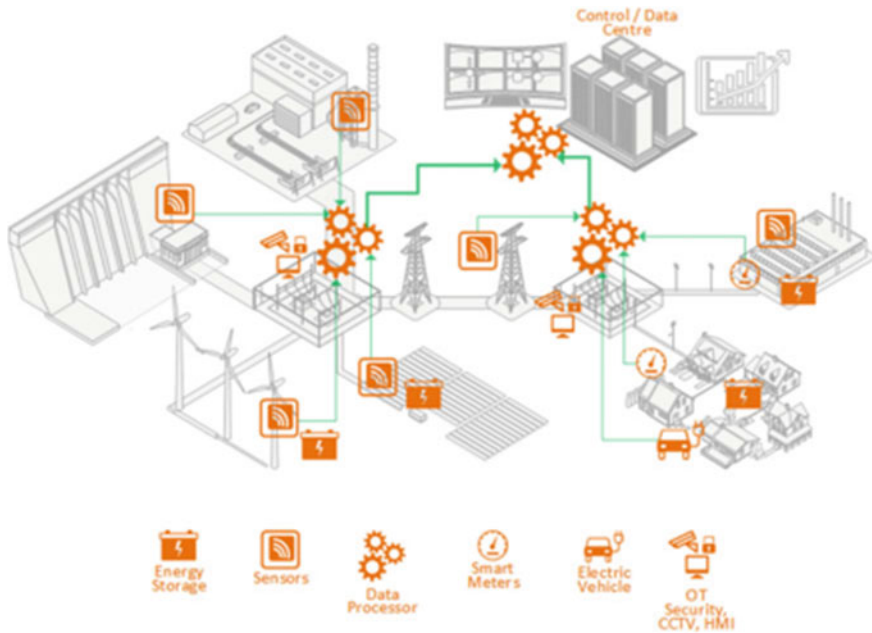 Control / Data
Centre
Energy
Storage
Sensors
Data
Processor
Smart
Meters
Electric
Vehicle
OT
Security,
CCTV, HMI